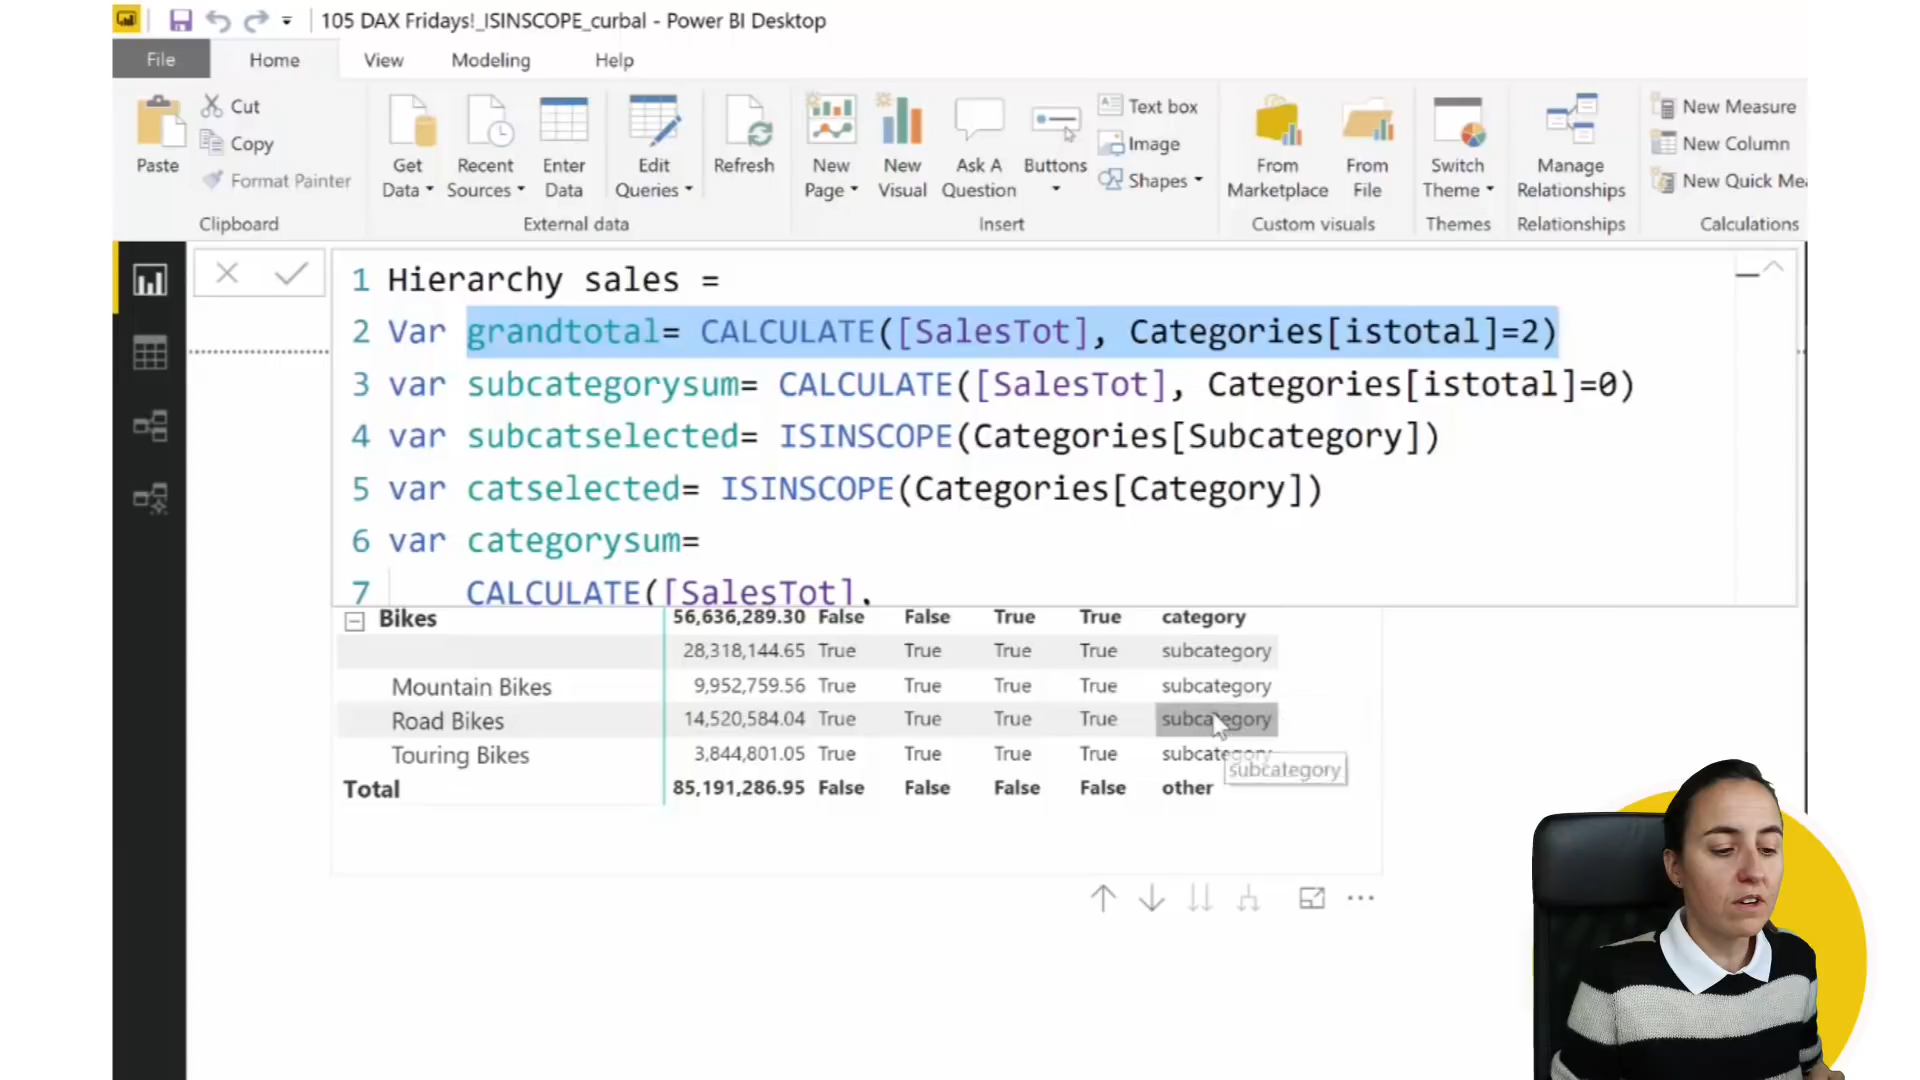 105 DAX Fridays!_ISINSCOPE_curbal - Power BI Desktop
File Home View Modeling Help
Paste
Cut
Copy
Format Painter
Clipboard
Get Data
Recent Sources
Enter Data
Edit Queries
External data
Refresh
New Page
New Visual
Ask A Question
Buttons
Text box
Image
Shapes
Insert
From Marketplace
From File
Custom visuals
Switch Theme
Themes
Manage Relationships
Relationships
New Measure
New Column
New Quick Mea
Calculations
1 Hierarchy sales =
2 Var grandtotal= CALCULATE([SalesTot], Categories[istotal]=2)
3 var subcategorysum= CALCULATE([SalesTot], Categories[istotal]=0)
4 var subcatselected= ISINSCOPE(Categories[Subcategory])
5 var catselected= ISINSCOPE(Categories[Category])
6 var categorysum=
7 CALCULATE([SalesTot],
Bikes 56,636,289.30 False False True True category
28,318,144.65 True True True True subcategory
Mountain Bikes 9,952,759.56 True True True True subcategory
Road Bikes 14,520,584.04 True True True True subcategory
Touring Bikes 3,844,801.05 True True True True subcategory
subcategory
Total 85,191,286.95 False False False False other